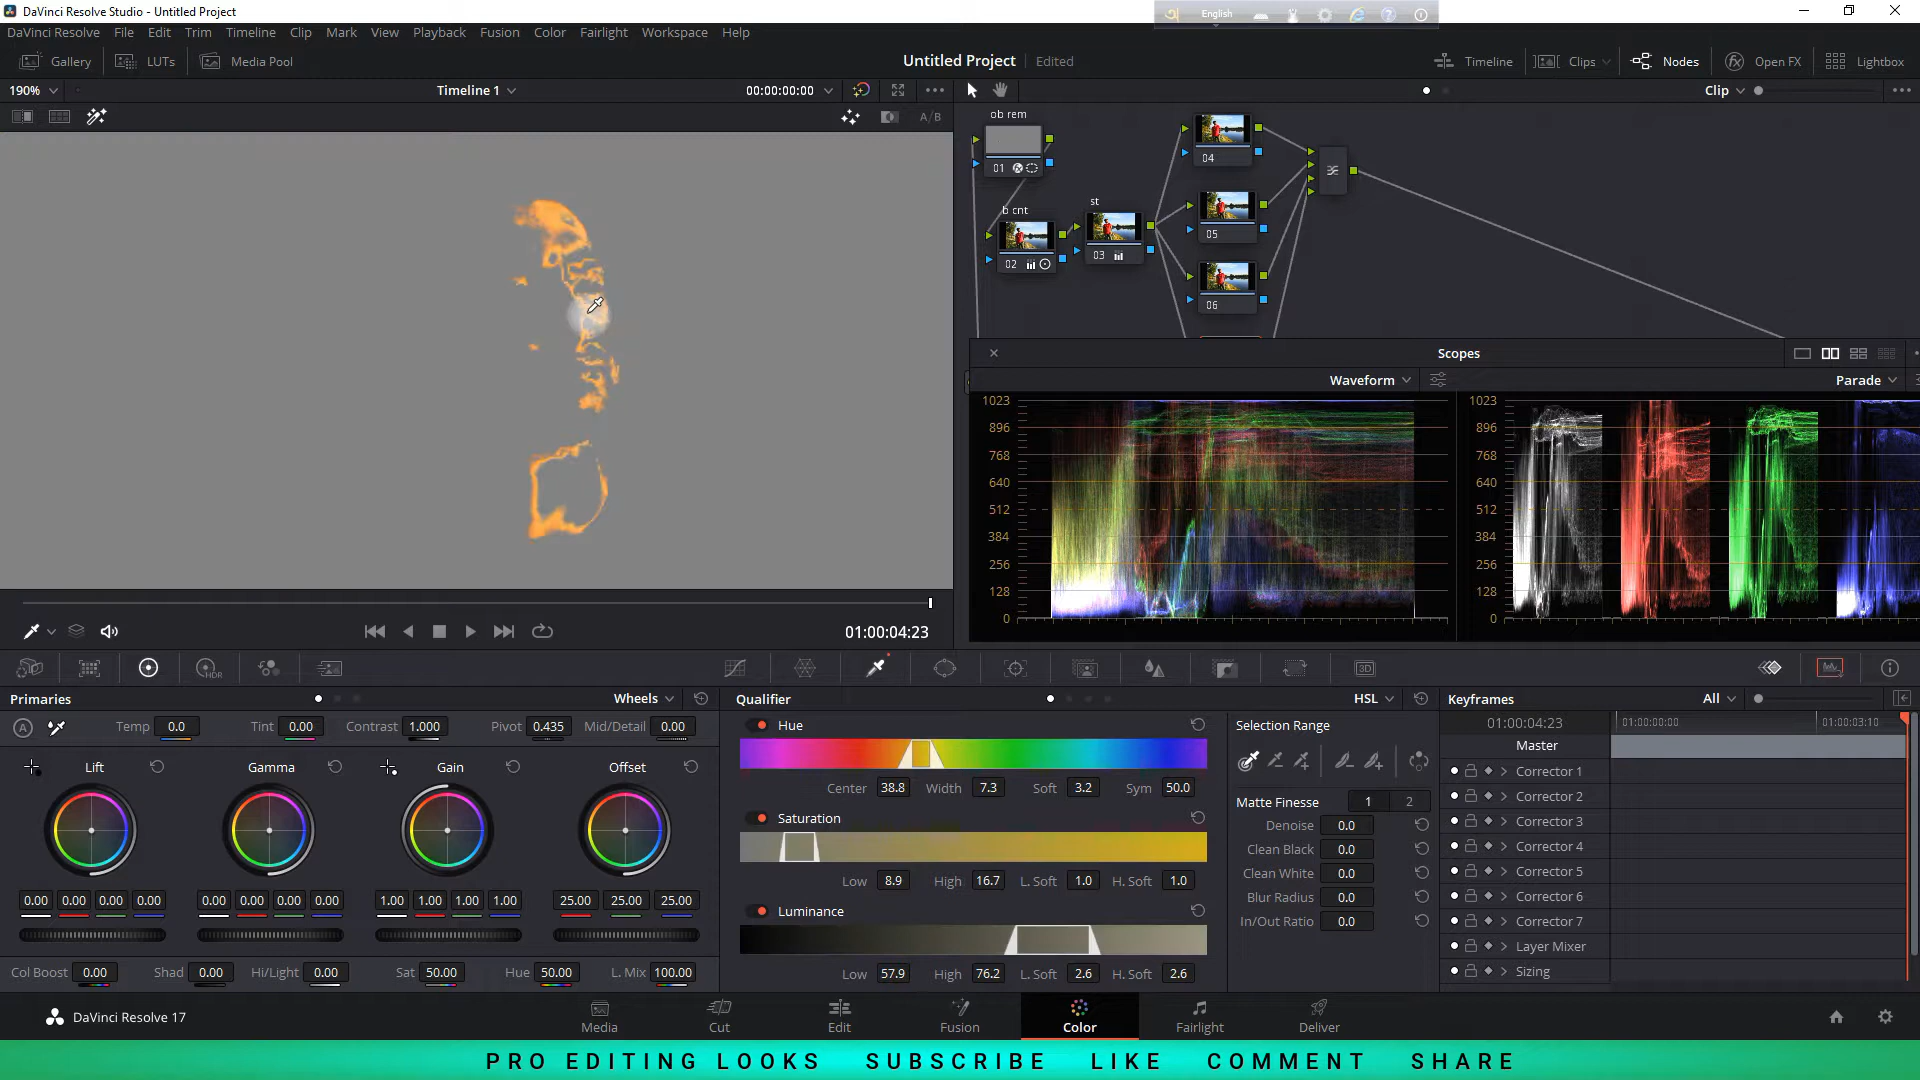 DaVinci Resolve Studio - Untitled Project
English
DaVinci Resolve File Edit Trim Timeline Clip Mark View Playback Fusion Color Fairlight Workspace Help
Gallery LUTs Media Pool Untitled Project Edited Timeline Clips Nodes Open FX Lightbox
190% Timeline 1 00:00:00:00 Clip
A/B
ob rem
01
04
b cnt
02
st
03
05
06
Scopes
Waveform Parade
1023 1023
896 896
768 768
640 640
512 512
384 384
256 256
128 128
0 0
01:00:04:23
HDR
3D
Primaries Wheels Qualifier HSL Keyframes All
A Temp 0.0 Tint 0.00 Contrast 1.000 Pivot 0.435 Mid/Detail 0.00
Lift Gamma Gain Offset
0.00 0.00 0.00 0.00 0.00 0.00 0.00 0.00 1.00 1.00 1.00 1.00 25.00 25.00 25.00
Col Boost 0.00 Shad 0.00 Hi/Light 0.00 Sat 50.00 Hue 50.00 L. Mix 100.00
Hue
Center 38.8 Width 7.3 Soft 3.2 Sym 50.0
Saturation
Low 8.9 High 16.7 L. Soft 1.0 H. Soft 1.0
Luminance
Low 57.9 High 76.2 L. Soft 2.6 H. Soft 2.6
Selection Range
Matte Finesse 1 2
Denoise 0.0
Clean Black 0.0
Clean White 0.0
Blur Radius 0.0
In/Out Ratio 0.0
01:00:04:23 01:00:00:00 01:00:03:10
Master
Corrector 1
Corrector 2
Corrector 3
Corrector 4
Corrector 5
Corrector 6
Corrector 7
Layer Mixer
Sizing
DaVinci Resolve 17
Media Cut Edit Fusion Color Fairlight Deliver
PRO EDITING LOOKS SUBSCRIBE LIKE COMMENT SHARE